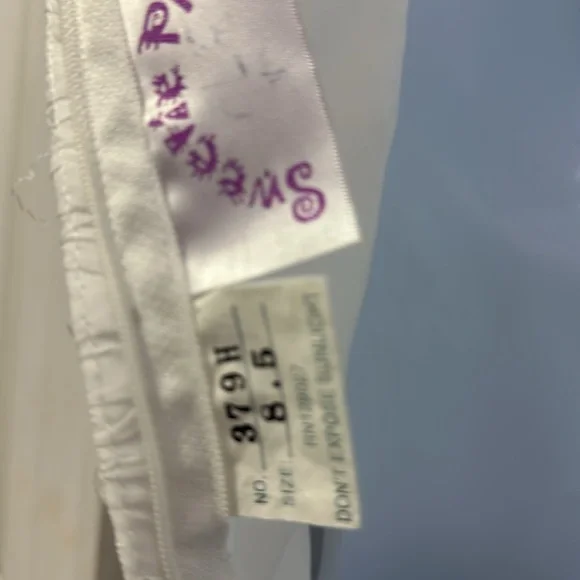 Sweetie P
NO. 379H
SIZE: 8.5
DON'T EXPOSE SUNLIGHT